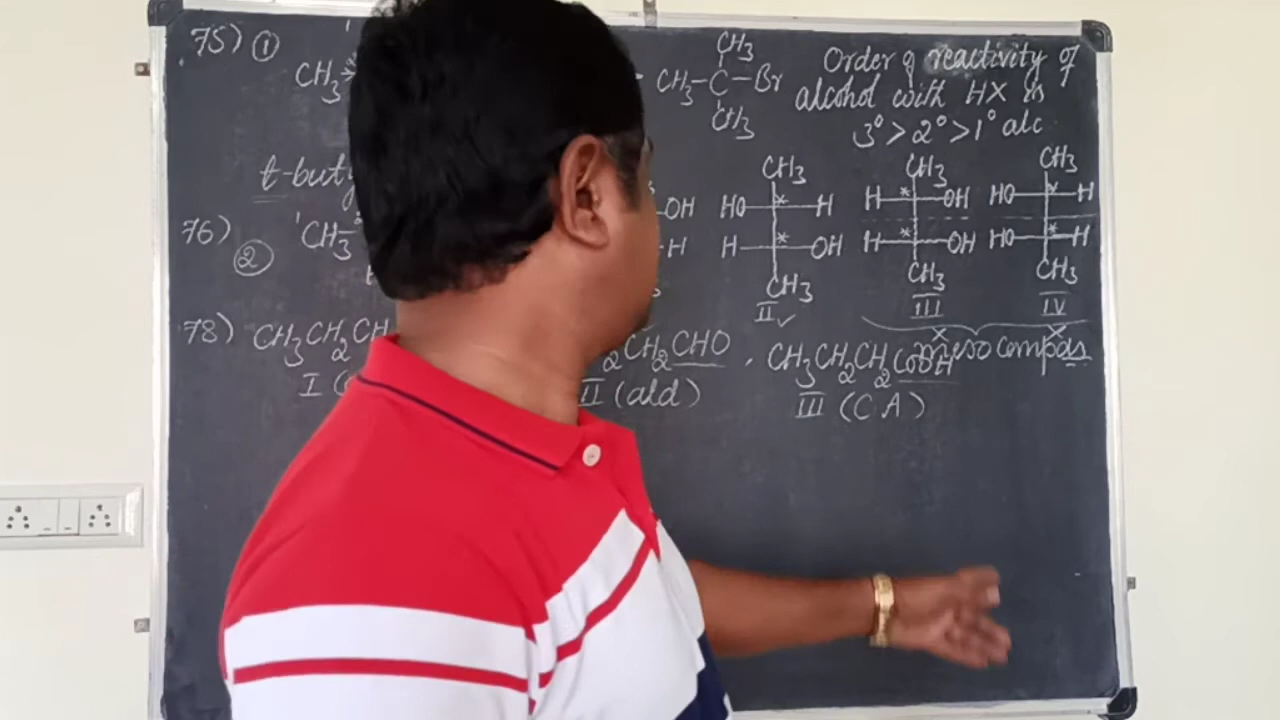 75) ① CH3 CH3-C-Br Order of reactivity of
CH3 alcohol with HX is
CH3 3° > 2° > 1° alc
t-buty CH3 CH3 CH3
76) CH3- OH HO * H H * OH HO * H
② H H * OH H * OH HO * H
CH3 CH3 CH3
II ✓ III IV
78) CH3CH2CH 2CH2CHO , CH3CH2CH2COOH × × meso compds
I ( II (ald) III (CA)